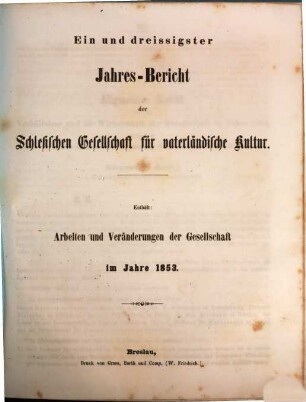 Ein und dreissigster
Jahres-Bericht
der
Schlesischen Gesellschaft für vaterländische Kultur.
Enthält:
Arbeiten und Veränderungen der Gesellschaft
im Jahre 1853.
Breslau,
Druck von Grass, Barth und Comp. (W. Friedrich.)